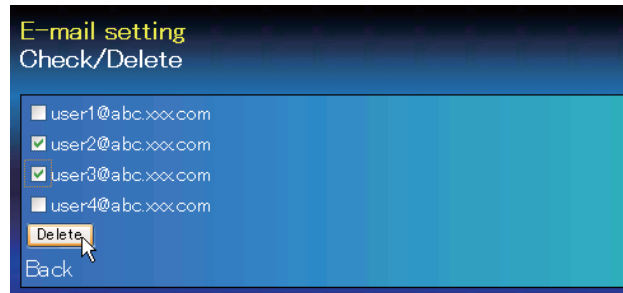 E-mail setting
Check/Delete
user1@abc.xxx.com
user2@abc.xxx.com
user3@abc.xxx.com
user4@abc.xxx.com
Delete
Back